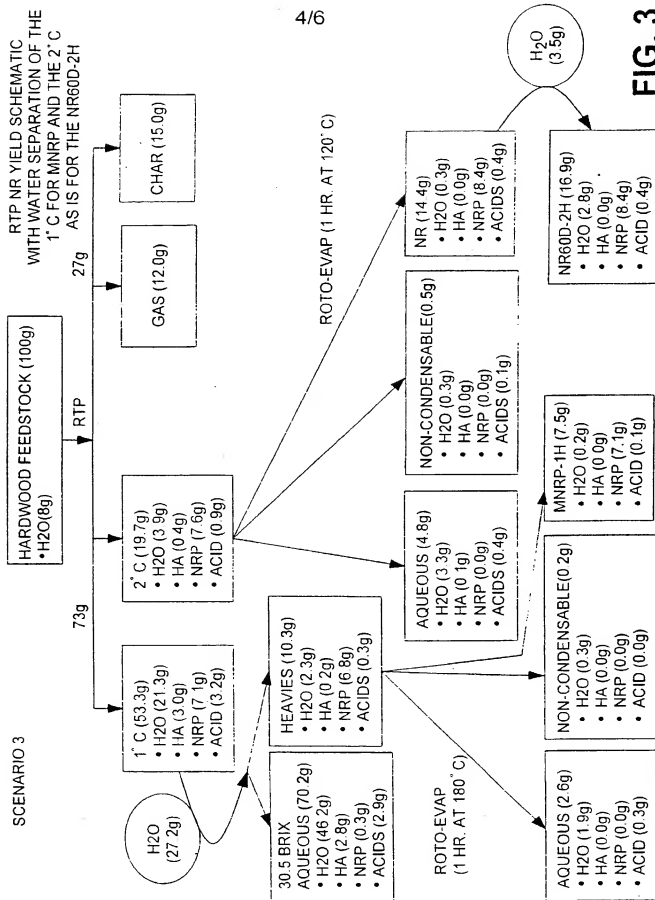 4/6
SCENARIO 3
HARDWOOD FEEDSTOCK (100g)
• H2O(8g)
RTP NR YIELD SCHEMATIC
WITH WATER SEPARATION OF THE
1°C FOR MNRP AND THE 2°C
AS IS FOR THE NR60D-2H
73g
RTP
27g
1°C (53.3g)
• H2O (21.3g)
• HA (3.0g)
• NRP (7.1g)
• ACID (3.2g)
2°C (19.7g)
• H2O (3.9g)
• HA (0.4g)
• NRP (7.6g)
• ACID (0.9g)
GAS (12.0g)
CHAR (15.0g)
H2O
(27.2g)
30.5 BRIX
AQUEOUS (70.2g)
• H2O (46.2g)
• HA (2.8g)
• NRP (0.3g)
• ACIDS (2.9g)
HEAVIES (10.3g)
• H2O (2.3g)
• HA (0.2g)
• NRP (6.8g)
• ACIDS (0.3g)
ROTO-EVAP (1 HR. AT 120°C)
AQUEOUS (4.8g)
• H2O (3.3g)
• HA (0.1g)
• NRP (0.0g)
• ACIDS (0.4g)
NON-CONDENSABLE(0.5g)
• H2O (0.3g)
• HA (0.0g)
• NRP (0.0g)
• ACIDS (0.1g)
NR (14.4g)
• H2O (0.3g)
• HA (0.0g)
• NRP (8.4g)
• ACIDS (0.4g)
H2O
(3.5g)
ROTO-EVAP
(1 HR. AT 180°C)
AQUEOUS (2.6g)
• H2O (1.9g)
• HA (0.0g)
• NRP (0.0g)
• ACID (0.3g)
NON-CONDENSABLE(0.2g)
• H2O (0.3g)
• HA (0.0g)
• NRP (0.0g)
• ACID (0.0g)
MNRP-1H (7.5g)
• H2O (0.2g)
• HA (0.0g)
• NRP (7.1g)
• ACID (0.1g)
NR60D-2H (16.9g)
• H2O (2.8g)
• HA (0.0g)
• NRP (8.4g)
• ACID (0.4g)
FIG. 3